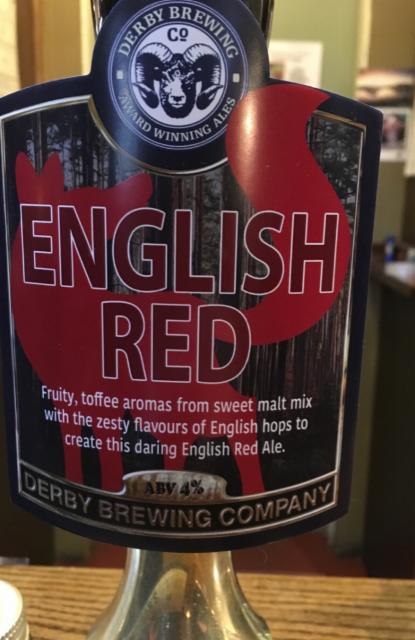 DERBY BREWING
CO
AWARD WINNING ALES
ENGLISH
RED
Fruity, toffee aromas from sweet malt mix
with the zesty flavours of English hops to
create this daring English Red Ale.
ABV 4%
DERBY BREWING COMPANY